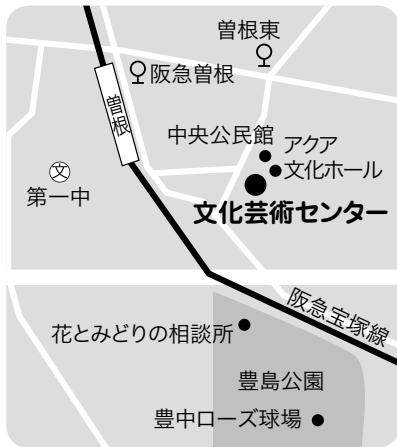 曽根東
阪急曽根
曽根
中央公民館
アクア
文化ホール
文
第一中
文化芸術センター
阪急宝塚線
花とみどりの相談所
豊島公園
豊中ローズ球場